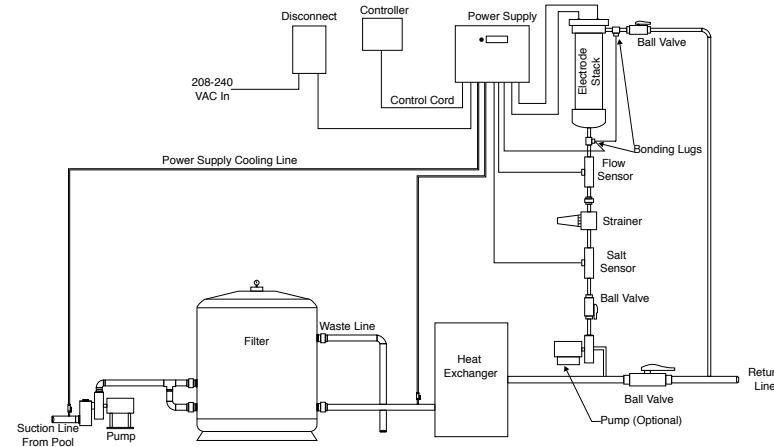 Disconnect
Controller
Power Supply
Ball Valve
208-240
VAC In
Control Cord
Electrode
Stack
Bonding Lugs
Power Supply Cooling Line
Flow
Sensor
Strainer
Salt
Sensor
Ball Valve
Filter
Waste Line
Heat
Exchanger
Return
Line
Ball Valve
Pump (Optional)
Suction Line
From Pool
Pump